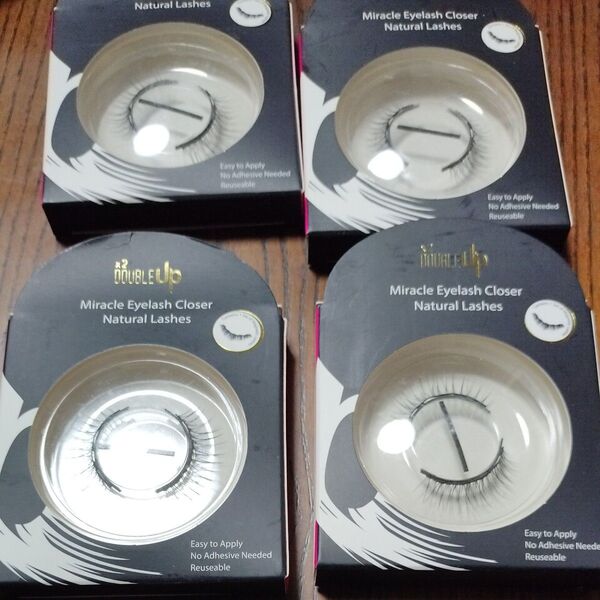 Natural Lashes
Easy to Apply
No Adhesive Needed
Reuseable
Miracle Eyelash Closer
Natural Lashes
Easy to Apply
No Adhesive Needed
Reuseable
x2
DOUBLE Up
Miracle Eyelash Closer
Natural Lashes
Easy to Apply
No Adhesive Needed
Reuseable
DOUBLE Up
Miracle Eyelash Closer
Natural Lashes
Easy to Apply
No Adhesive Needed
Reuseable